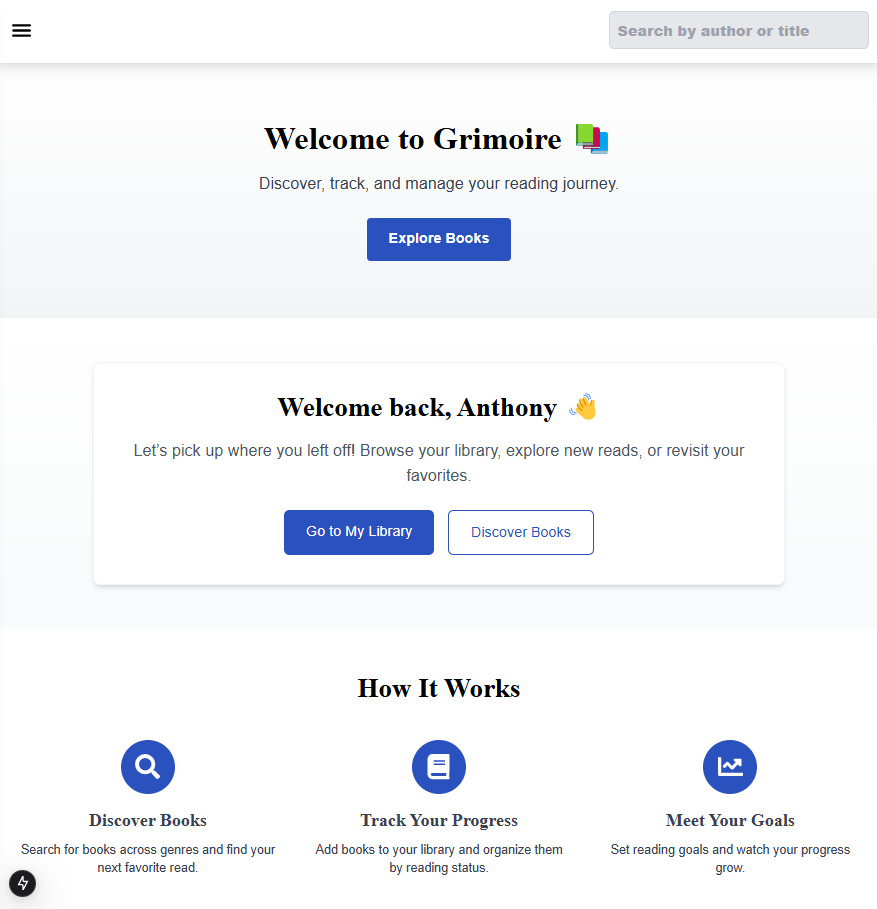 Search by author or title
Welcome to Grimoire
Discover, track, and manage your reading journey.
Explore Books
Welcome back, Anthony
Let’s pick up where you left off! Browse your library, explore new reads, or revisit your
favorites.
Go to My Library
Discover Books
How It Works
Discover Books
Search for books across genres and find your
next favorite read.
Track Your Progress
Add books to your library and organize them
by reading status.
Meet Your Goals
Set reading goals and watch your progress
grow.